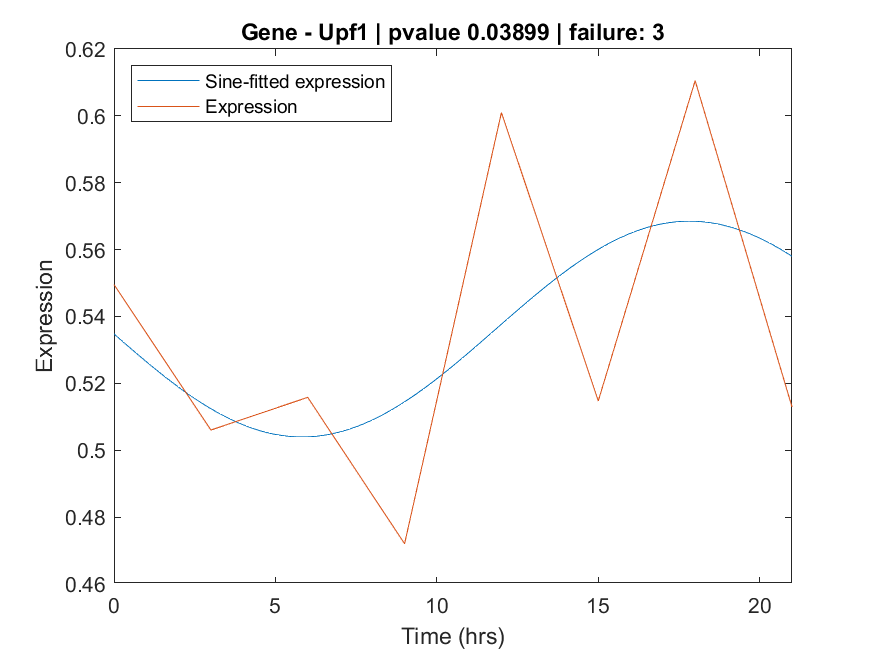 Gene - Upf1 | pvalue 0.03899 | failure: 3
Sine-fitted expression
Expression
0.62
0.6
0.58
0.56
0.54
0.52
0.5
0.48
0.46
Expression
0 5 10 15 20
Time (hrs)